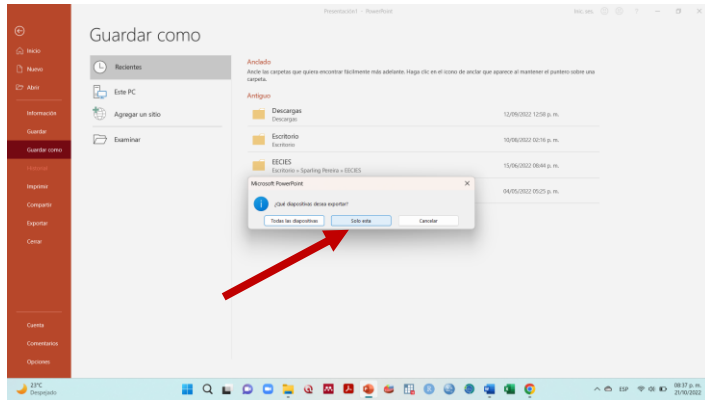 Presentación1 - PowerPoint
Inic. ses.
Guardar como
Inicio
Nuevo
Abrir
Información
Guardar
Guardar como
Imprimir
Compartir
Exportar
Cerrar
Cuenta
Comentarios
Opciones
Recientes
Este PC
Agregar un sitio
Examinar
Anclado
Ancle las carpetas que quiera encontrar fácilmente más adelante. Haga clic en el icono de anclar que aparece al mantener el puntero sobre una
carpeta.
Antiguo
Descargas
Descargas
12/09/2022 12:58 p. m.
Escritorio
Escritorio
10/08/2022 02:16 p. m.
EECIES
Escritorio » Sparling Pereira » EECIES
15/06/2022 08:44 p. m.
04/05/2022 05:25 p. m.
Microsoft PowerPoint
¿Qué diapositivas desea exportar?
Todas las diapositivas
Solo esta
Cancelar
23°C
Despejado
ESP
08:37 p. m.
21/10/2022